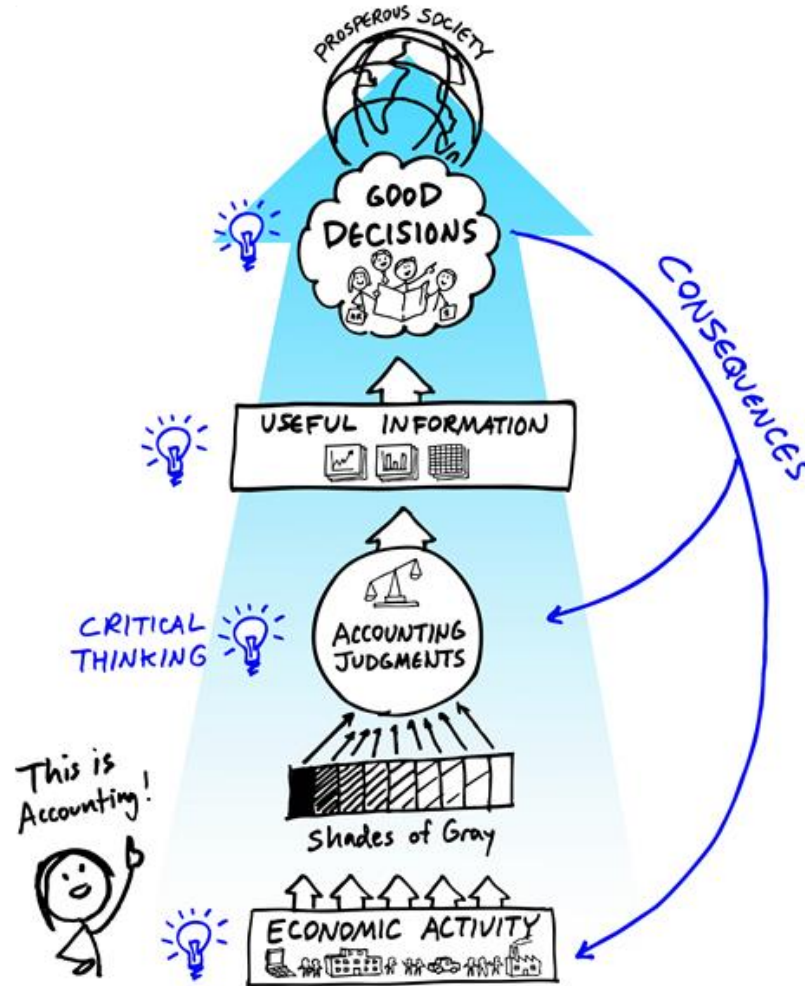 PROSPEROUS SOCIETY
GOOD
DECISIONS
CONSEQUENCES
USEFUL INFORMATION
CRITICAL
THINKING
ACCOUNTING
JUDGMENTS
This is
Accounting!
Shades of Gray
ECONOMIC ACTIVITY